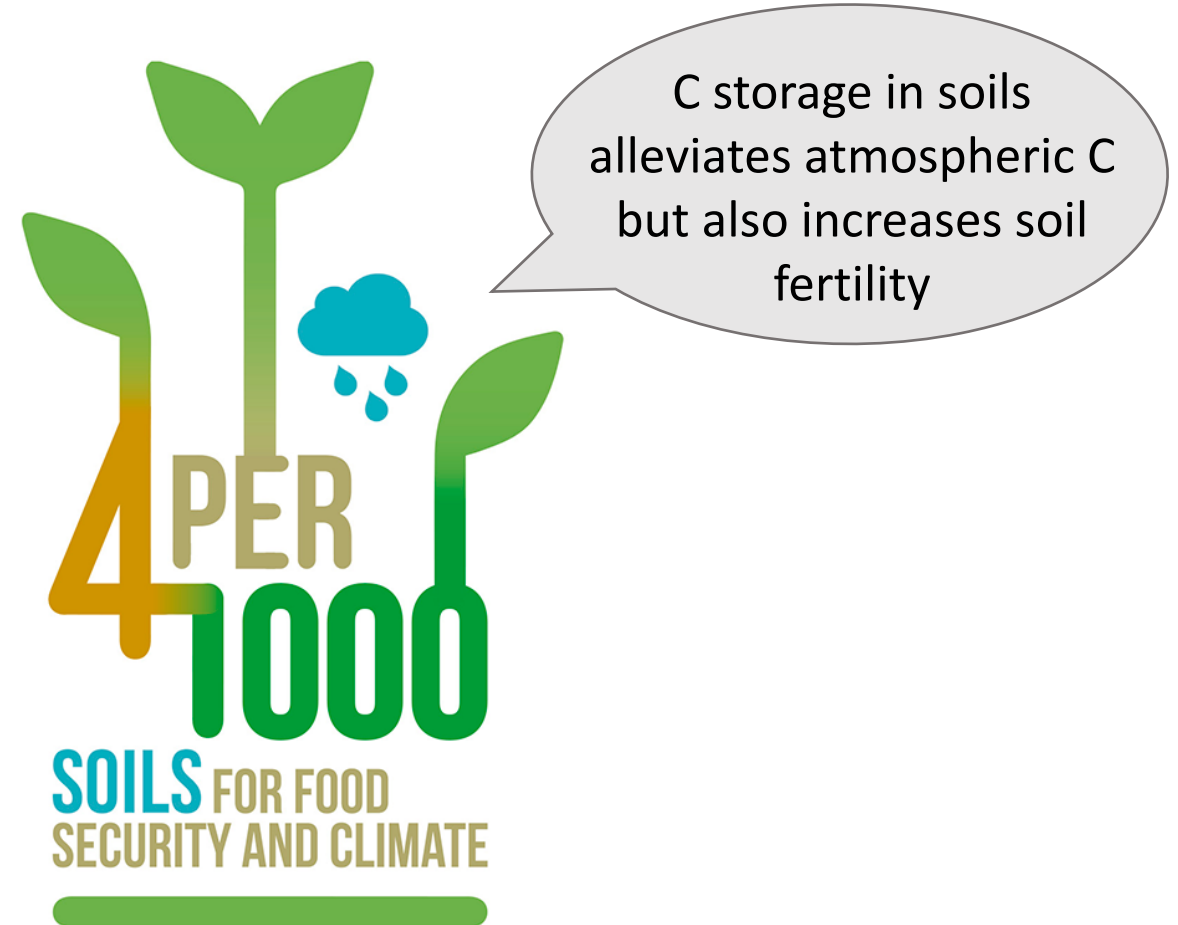 C storage in soils
alleviates atmospheric C
but also increases soil
fertility
4 PER
1000
SOILS FOR FOOD
SECURITY AND CLIMATE